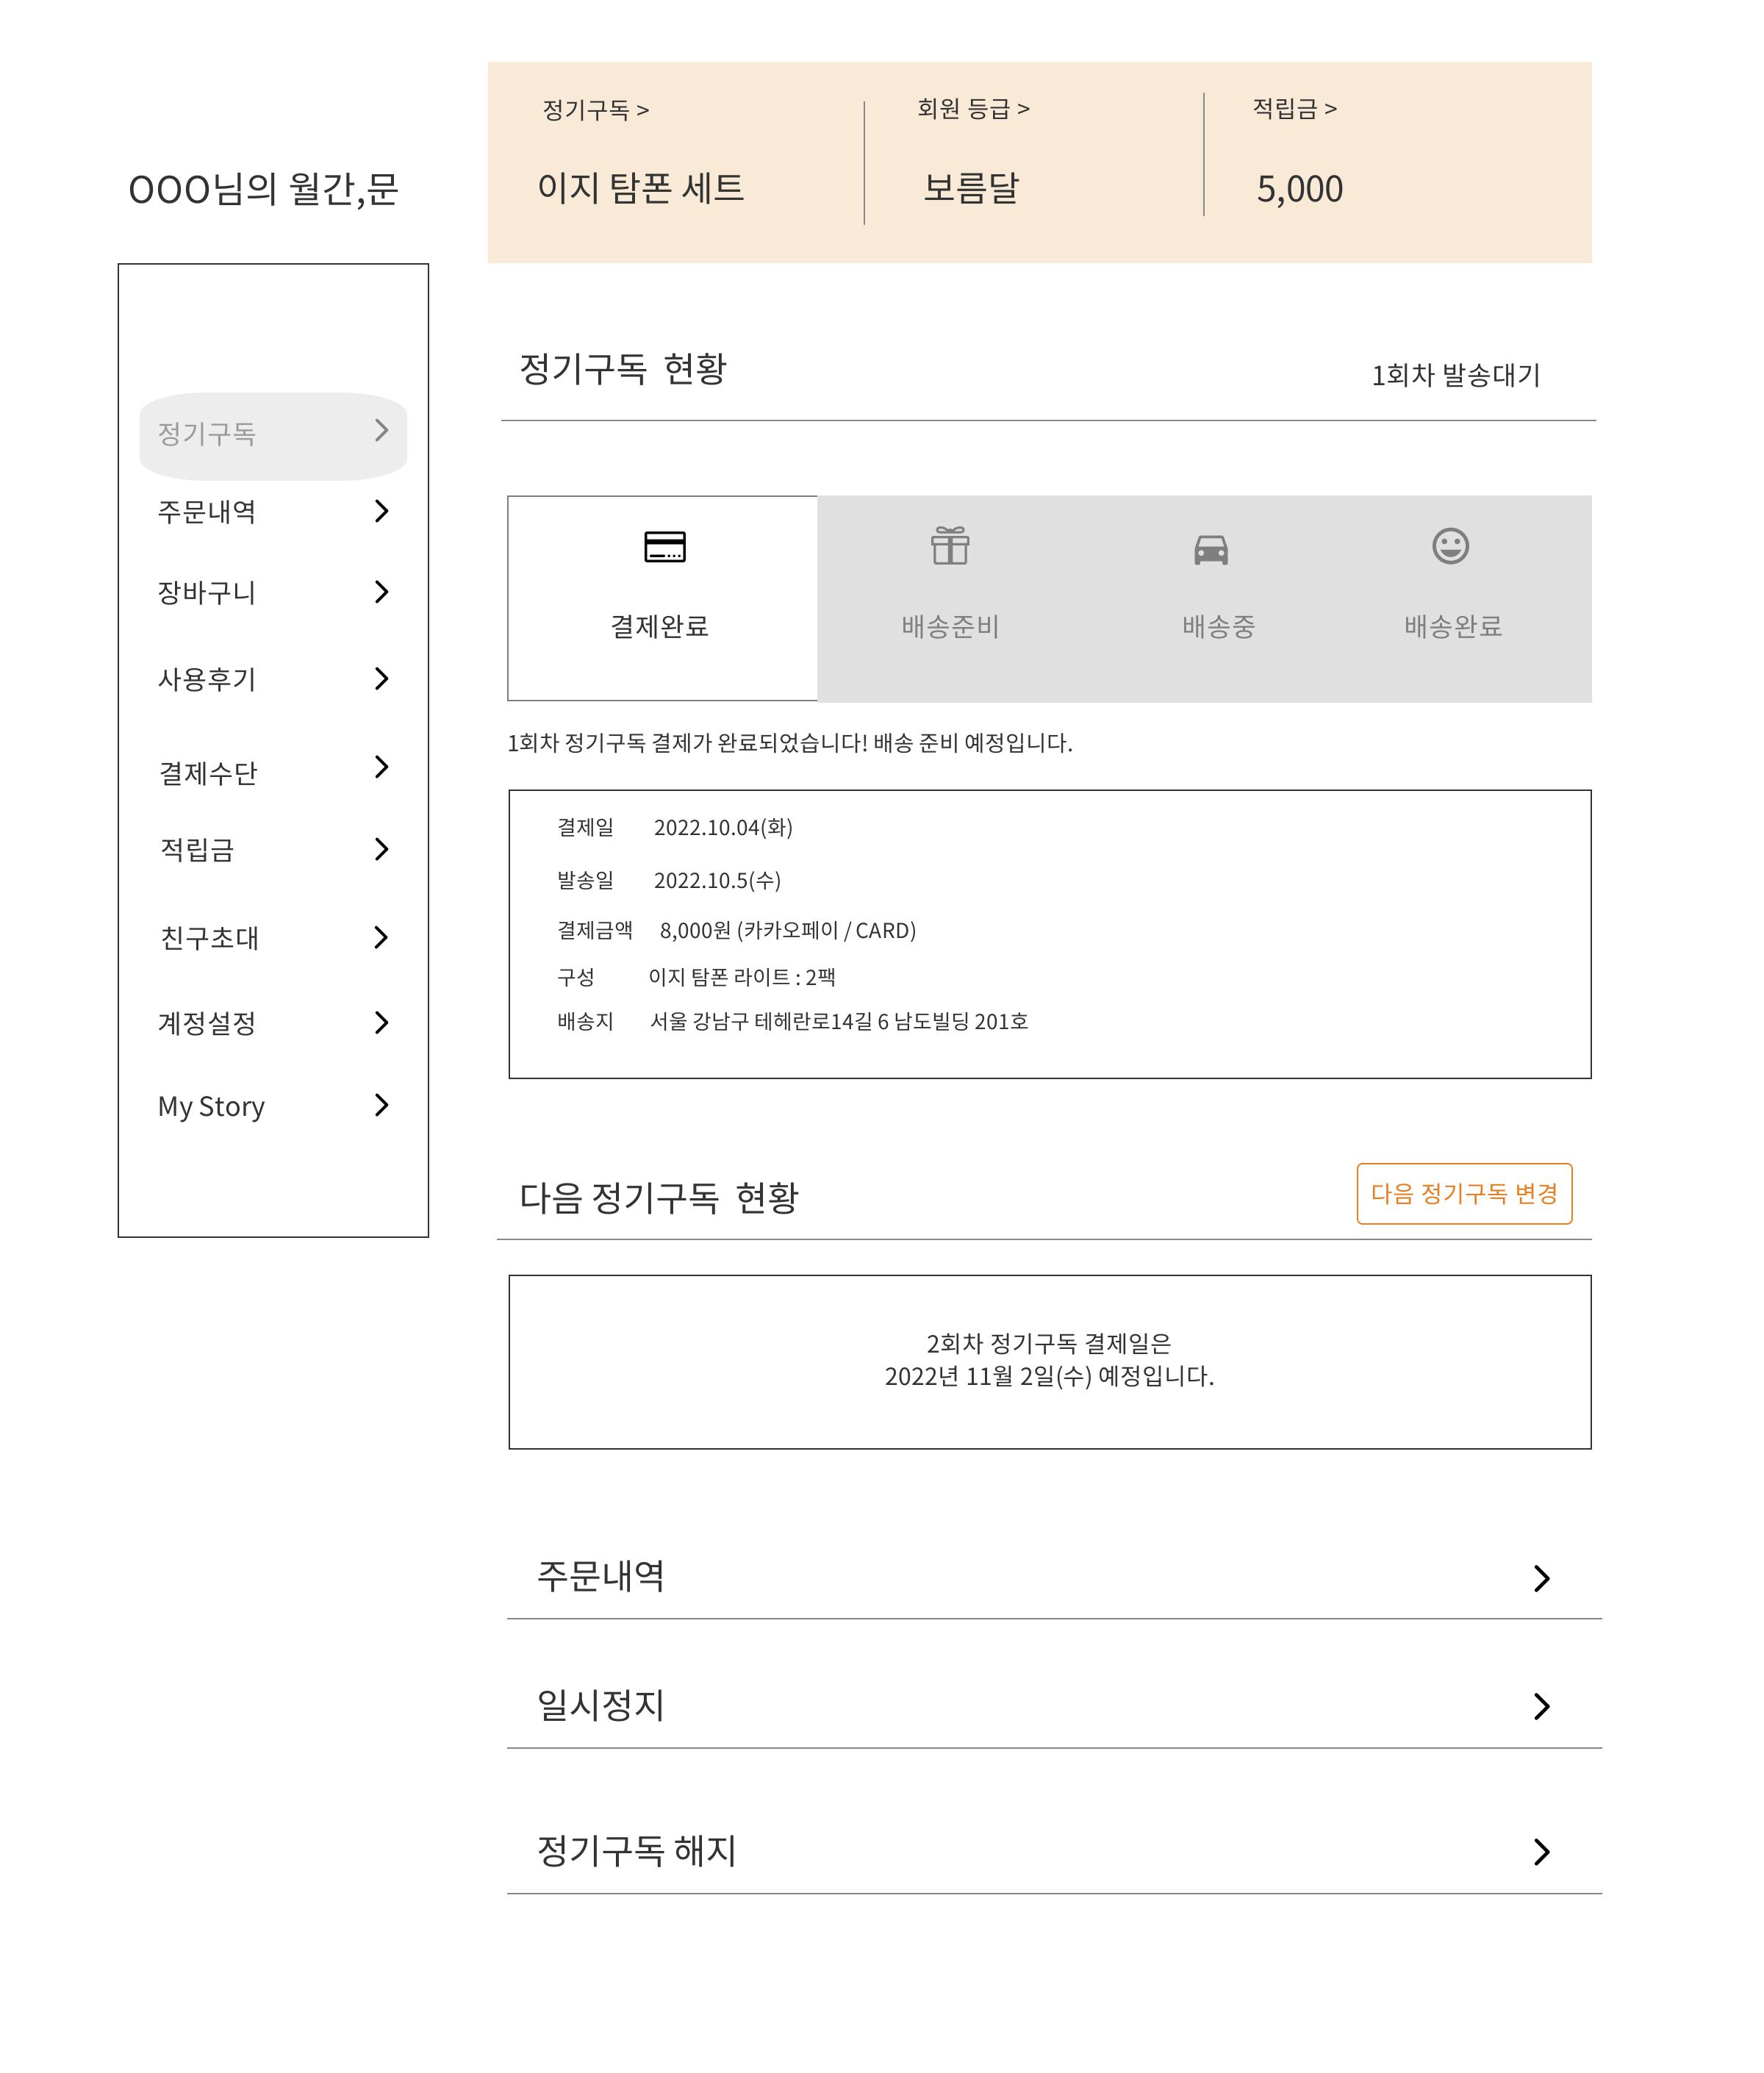 정기구독 >
회원 등급 >
적립금 >
OOO님의 월간,문
이지 탐폰 세트
보름달
5,000
정기구독
주문내역
장바구니
사용후기
결제수단
적립금
친구초대
계정설정
My Story
정기구독 현황
1회차 발송대기
결제완료
배송준비
배송중
배송완료
1회차 정기구독 결제가 완료되었습니다! 배송 준비 예정입니다.
결제일 2022.10.04(화)
발송일 2022.10.5(수)
결제금액 8,000원 (카카오페이 / CARD)
구성 이지 탐폰 라이트 : 2팩
배송지 서울 강남구 테헤란로14길 6 남도빌딩 201호
다음 정기구독 현황
다음 정기구독 변경
2회차 정기구독 결제일은
2022년 11월 2일(수) 예정입니다.
주문내역
일시정지
정기구독 해지